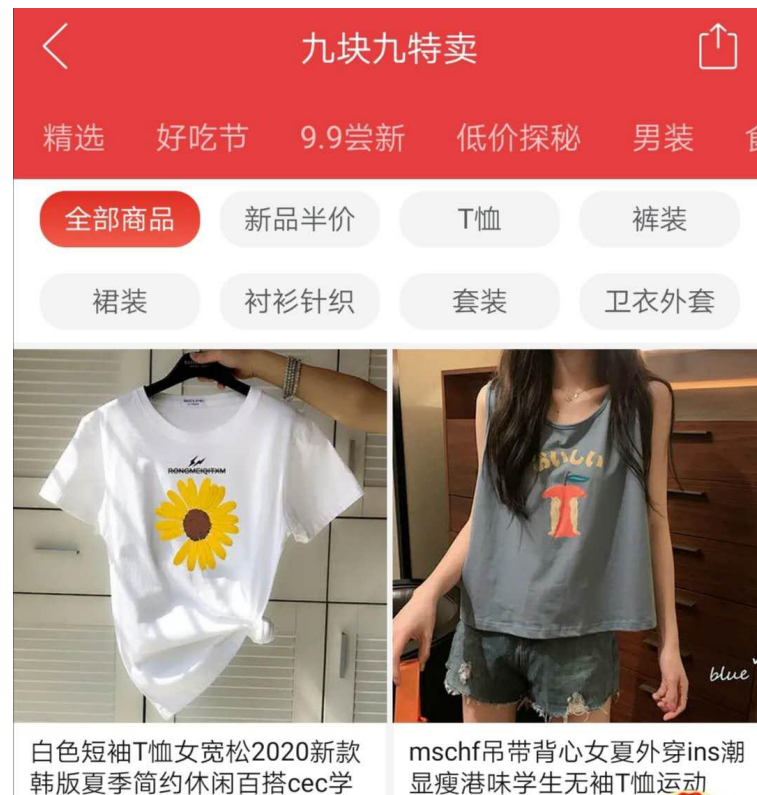 九块九特卖
精选 好吃节 9.9尝新 低价探秘 男装
全部商品 新品半价 T恤 裤装
裙装 衬衫针织 套装 卫衣外套
RONGMEIQITXM
blue
白色短袖T恤女宽松2020新款
韩版夏季简约休闲百搭cec学
mschf吊带背心女夏外穿ins潮
显瘦港味学生无袖T恤运动